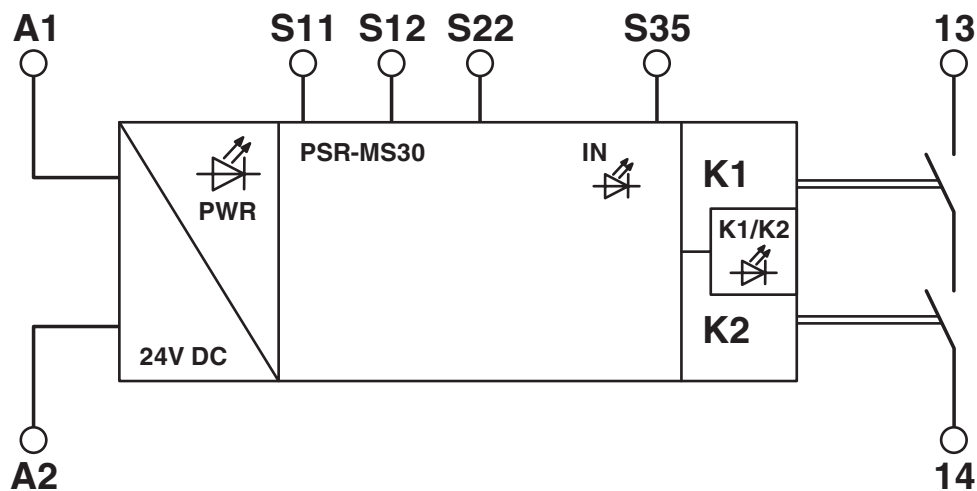 A1 S11 S12 S22 S35 13
PSR-MS30 IN
K1
PWR
K1/K2
K2
24V DC
A2 14